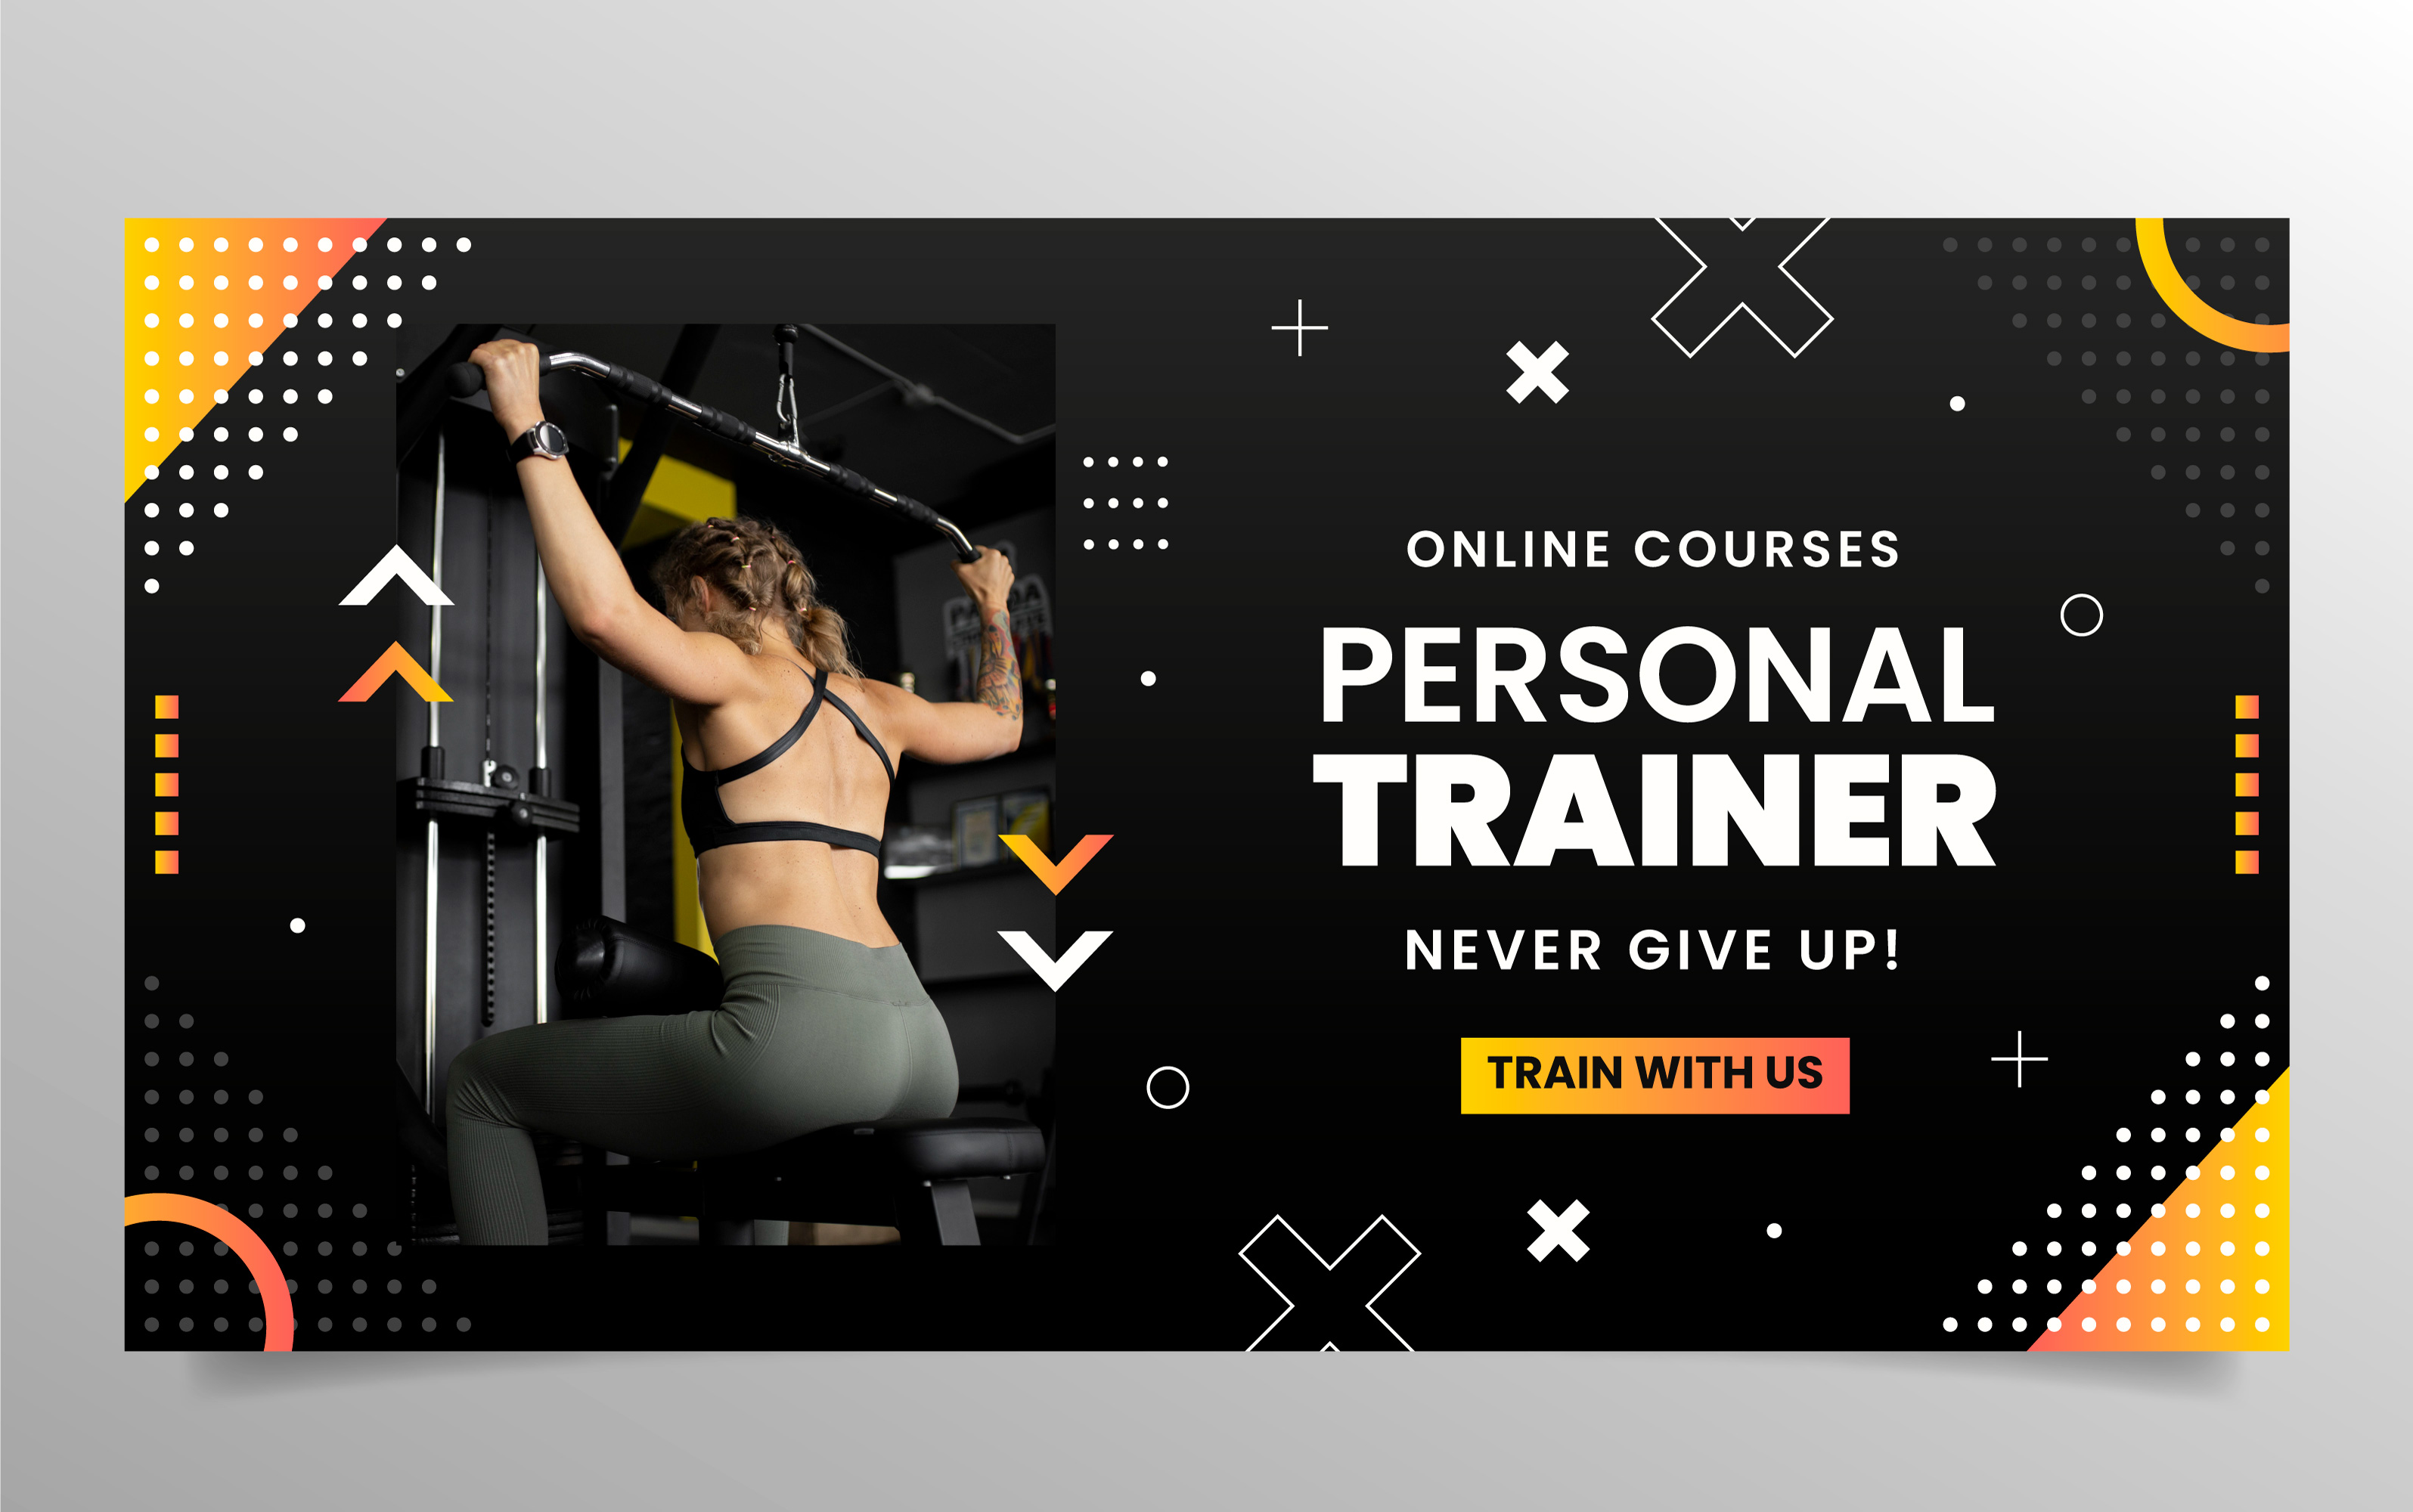 ONLINE COURSES
PERSONAL
TRAINER
NEVER GIVE UP!
TRAIN WITH US